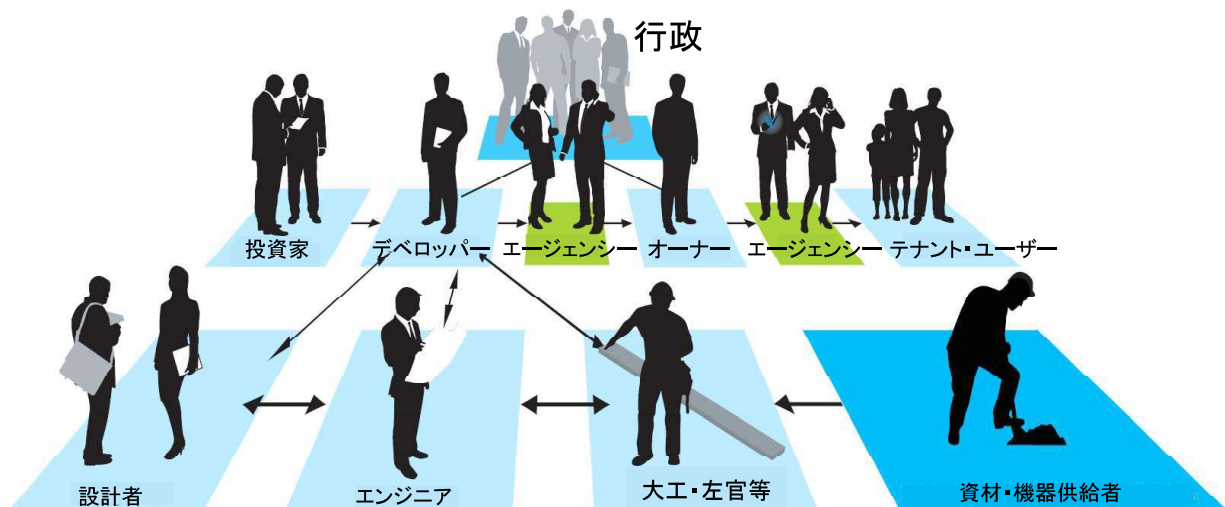 行政
投資家
デベロッパー
エージェンシー
オーナー
エージェンシー
テナント・ユーザー
設計者
エンジニア
大工・左官等
資材・機器供給者